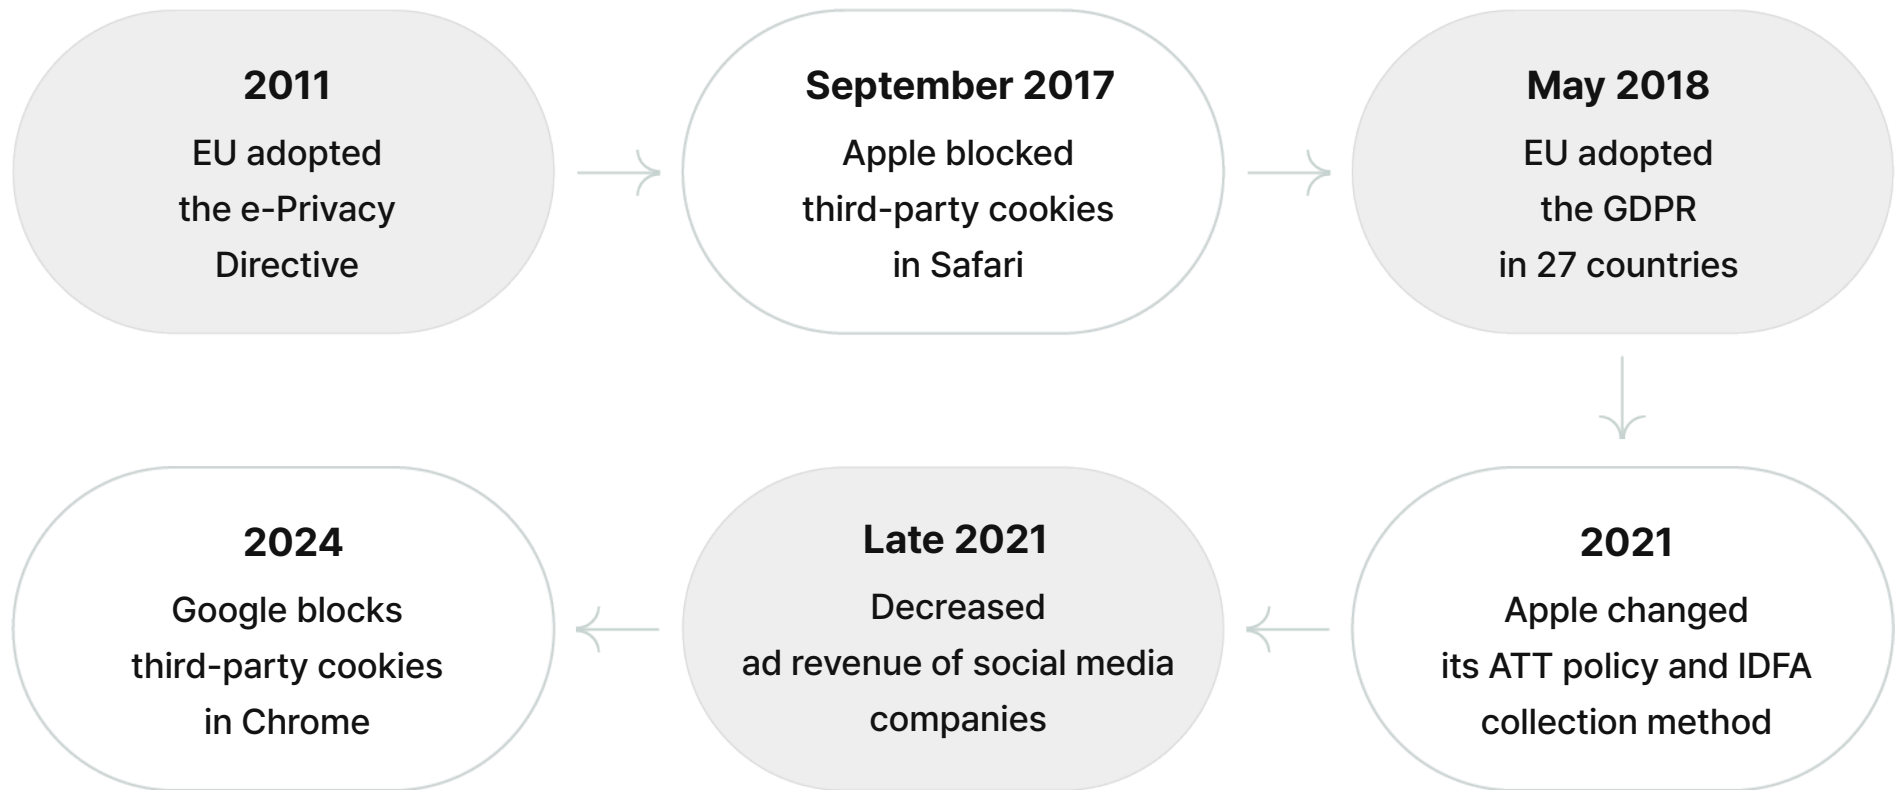 2011
EU adopted
the e-Privacy
Directive
September 2017
Apple blocked
third-party cookies
in Safari
May 2018
EU adopted
the GDPR
in 27 countries
2021
Apple changed
its ATT policy and IDFA
collection method
Late 2021
Decreased
ad revenue of social media
companies
2024
Google blocks
third-party cookies
in Chrome